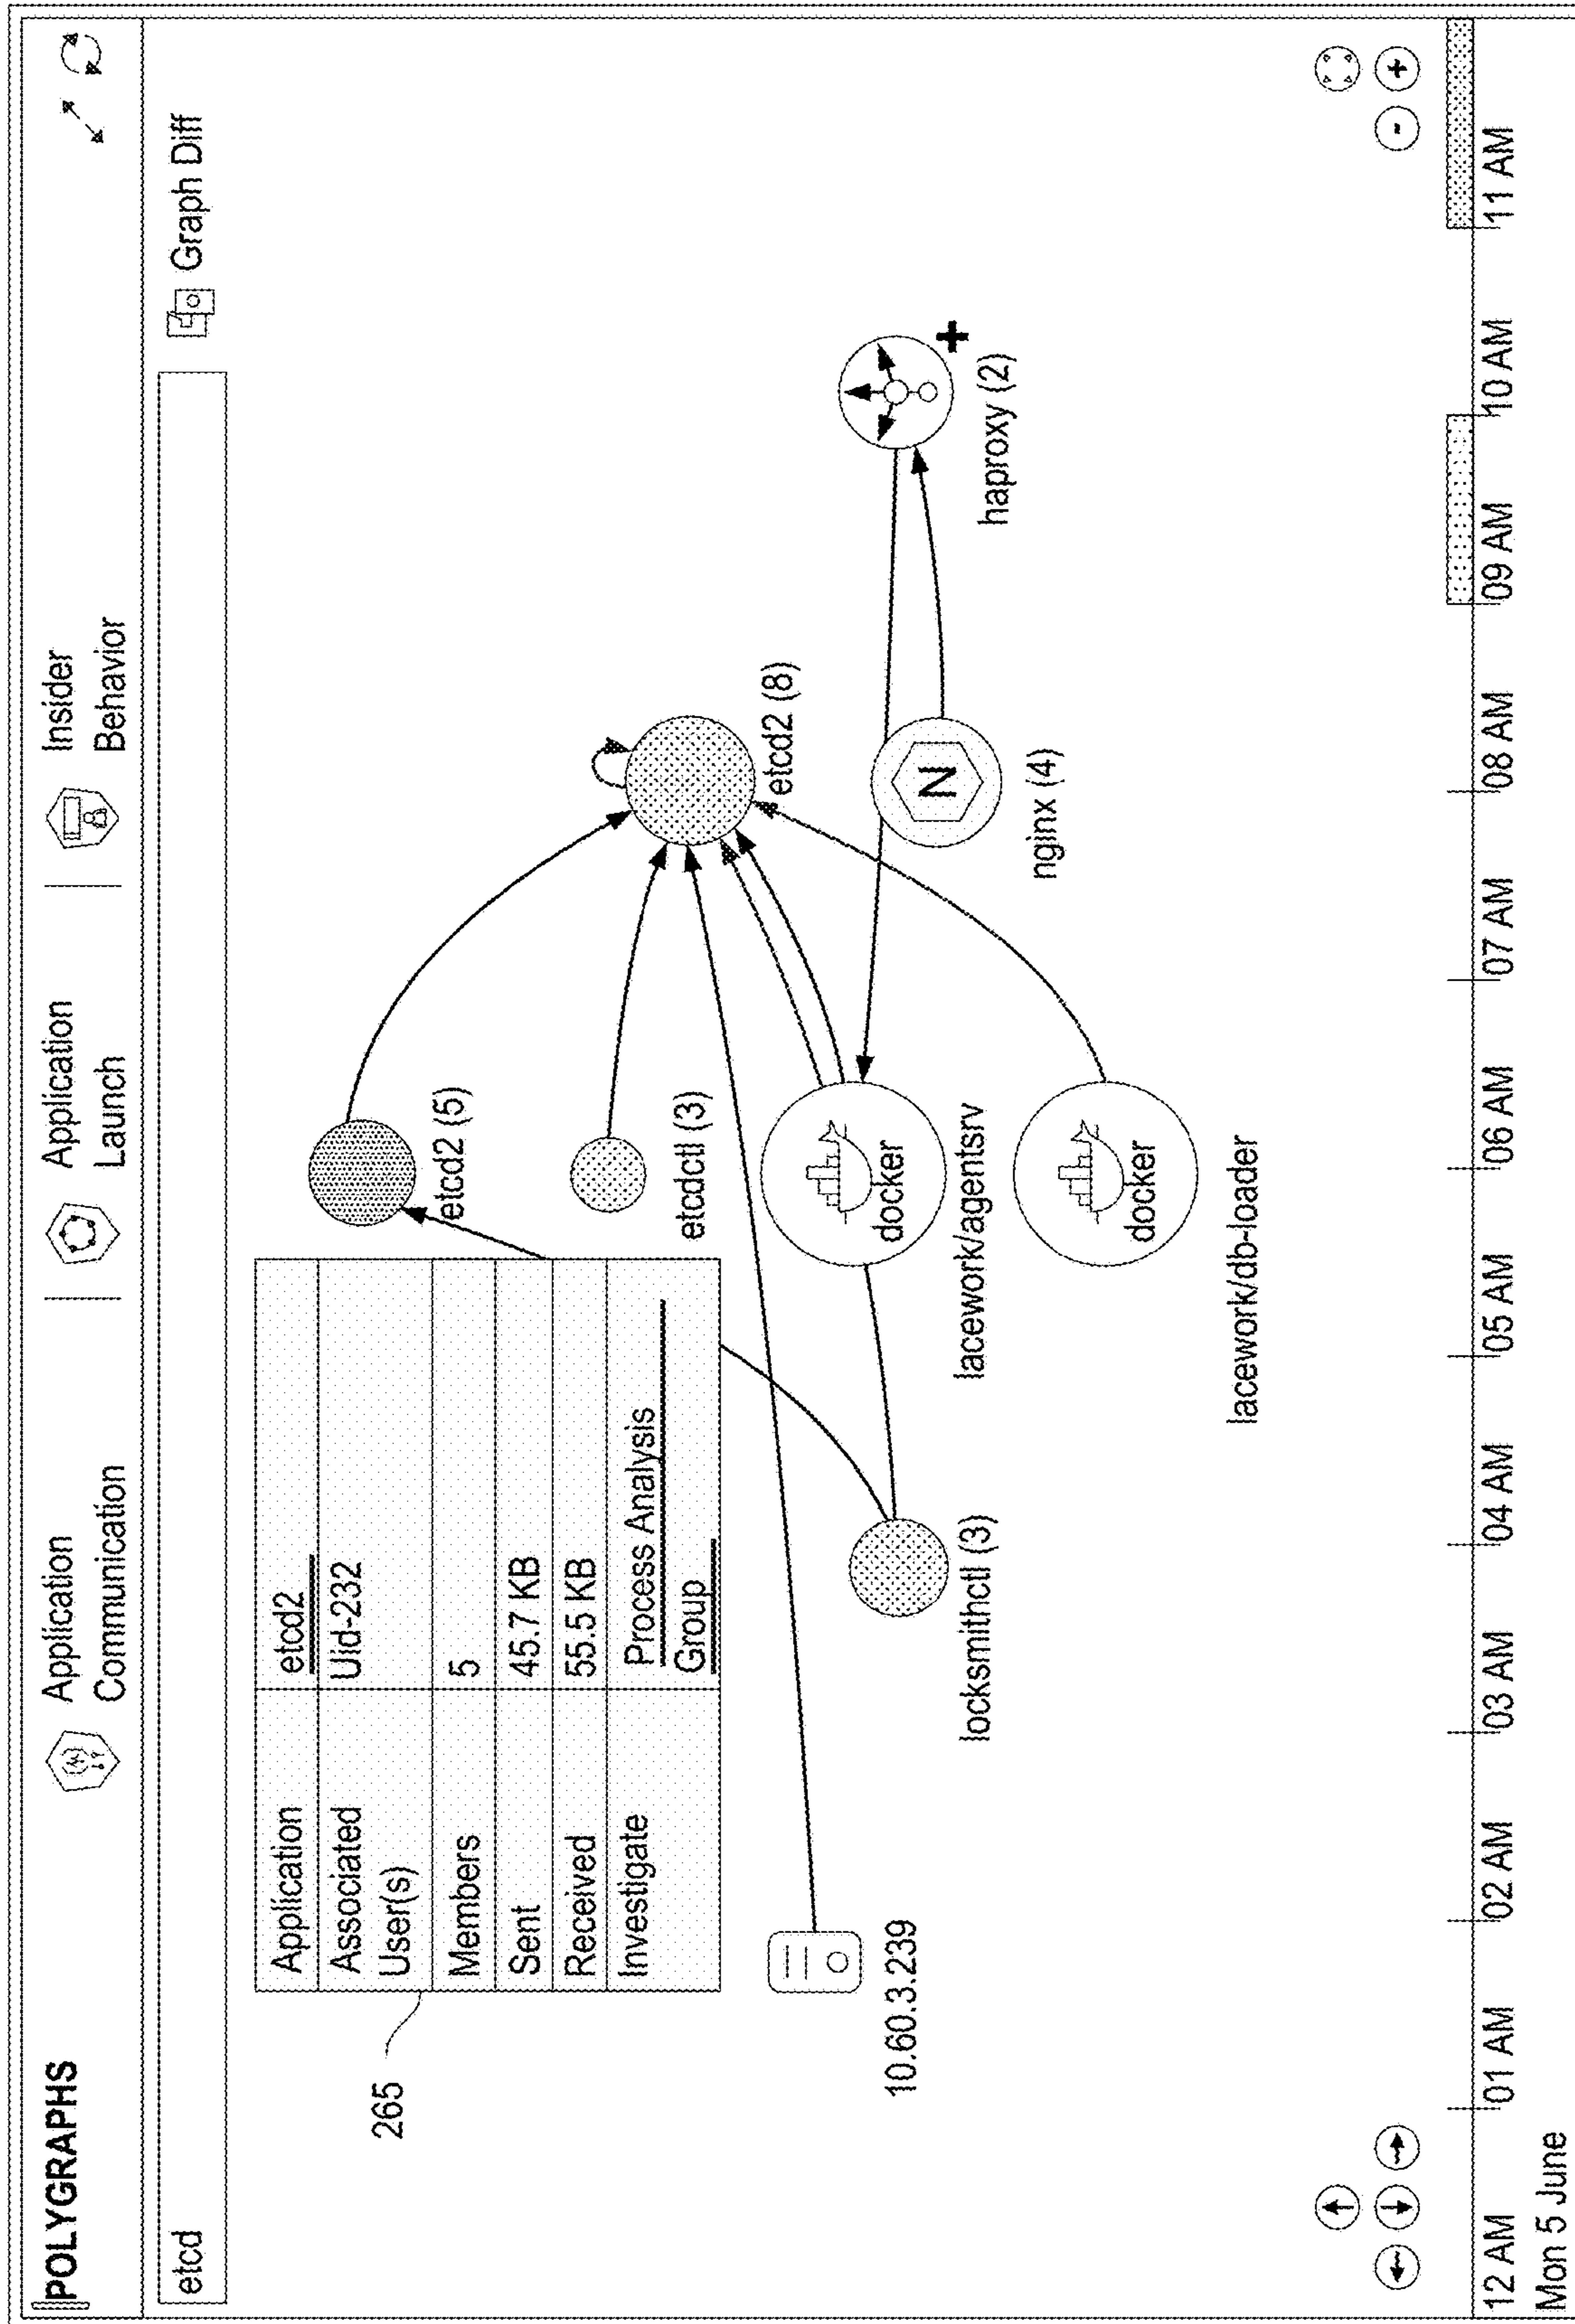 POLYGRAPHS
Application
Communication
Application
Launch
Insider
Behavior
etcd
Graph Diff
265
Application etcd2
Associated Uid-232
User(s)
Members 5
Sent 45.7 KB
Received 55.5 KB
Investigate Process Analysis
Group
etcd2 (5)
etcd2 (8)
etcdctl (3)
docker
lacework/agentsrv
10.60.3.239
locksmithctl (3)
N
nginx (4)
haproxy (2)
docker
lacework/db-loader
12 AM 01 AM 02 AM 03 AM 04 AM 05 AM 06 AM 07 AM 08 AM 09 AM 10 AM 11 AM
Mon 5 June